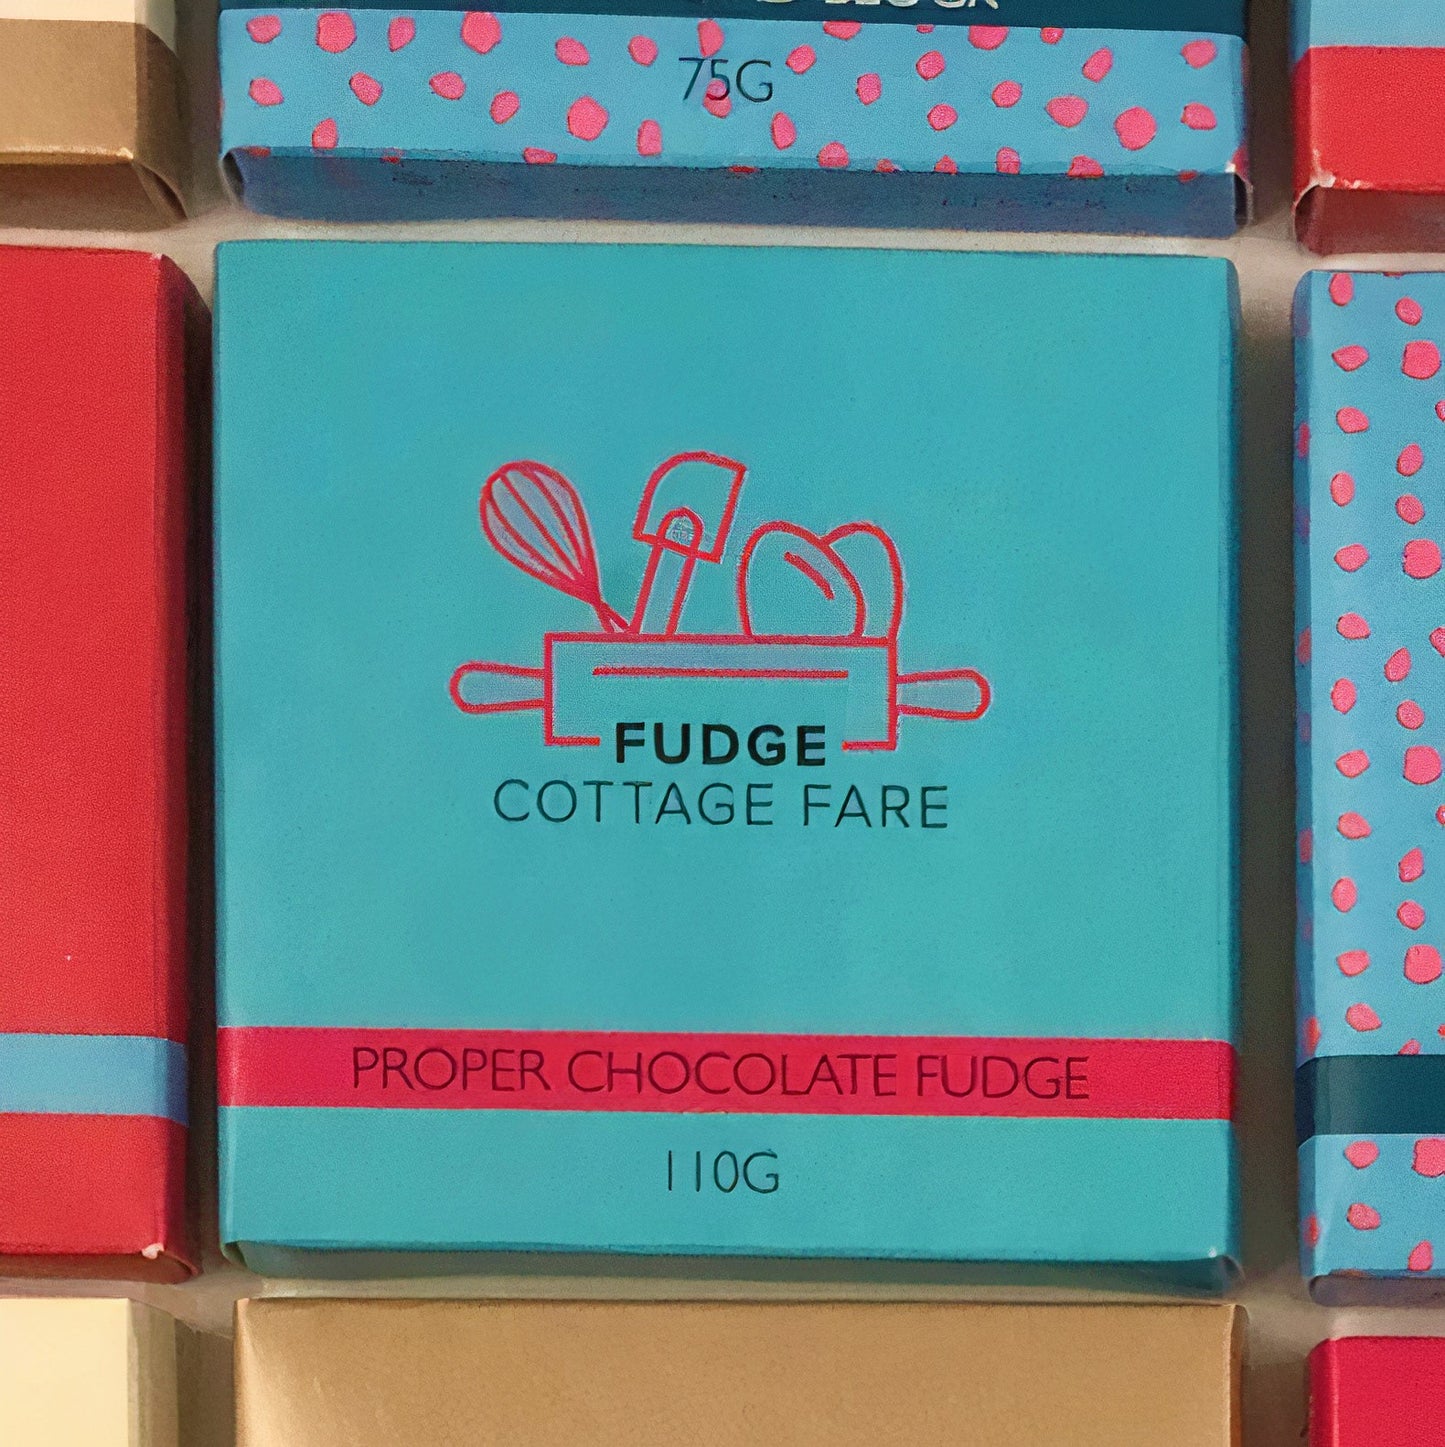 75G
FUDGE
COTTAGE FARE
PROPER CHOCOLATE FUDGE
110G